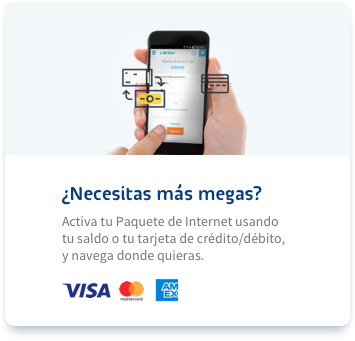 ¿Necesitas más megas?
Activa tu Paquete de Internet usando
tu saldo o tu tarjeta de crédito/débito,
y navega donde quieras.
VISA mastercard AM
EX